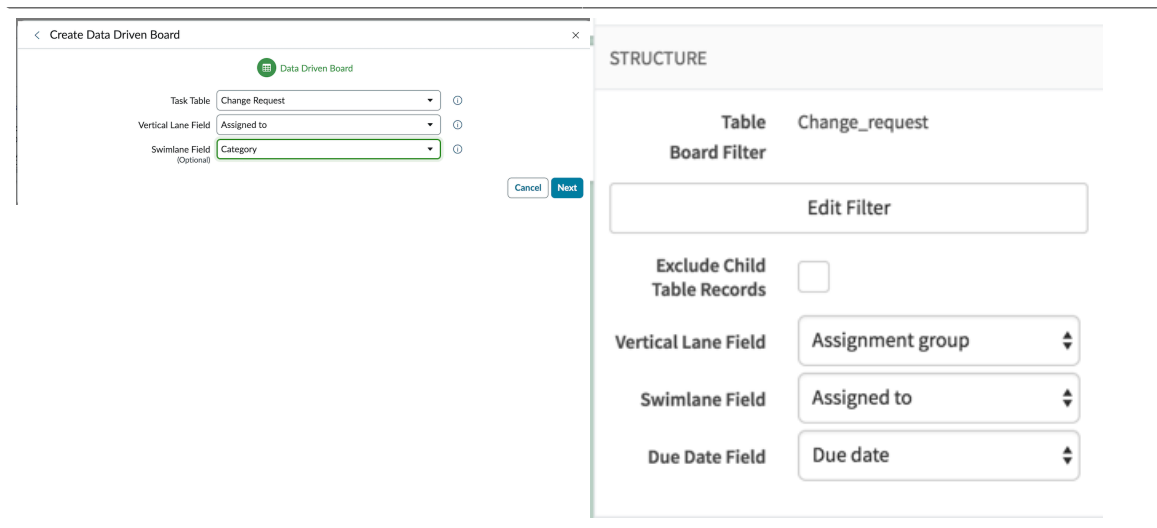 Create Data Driven Board
Data Driven Board
Task Table Change Request
Vertical Lane Field Assigned to
Swimlane Field Category
(Optional)
Cancel Next
STRUCTURE
Table Change_request
Board Filter
Edit Filter
Exclude Child
Table Records
Vertical Lane Field Assignment group
Swimlane Field Assigned to
Due Date Field Due date